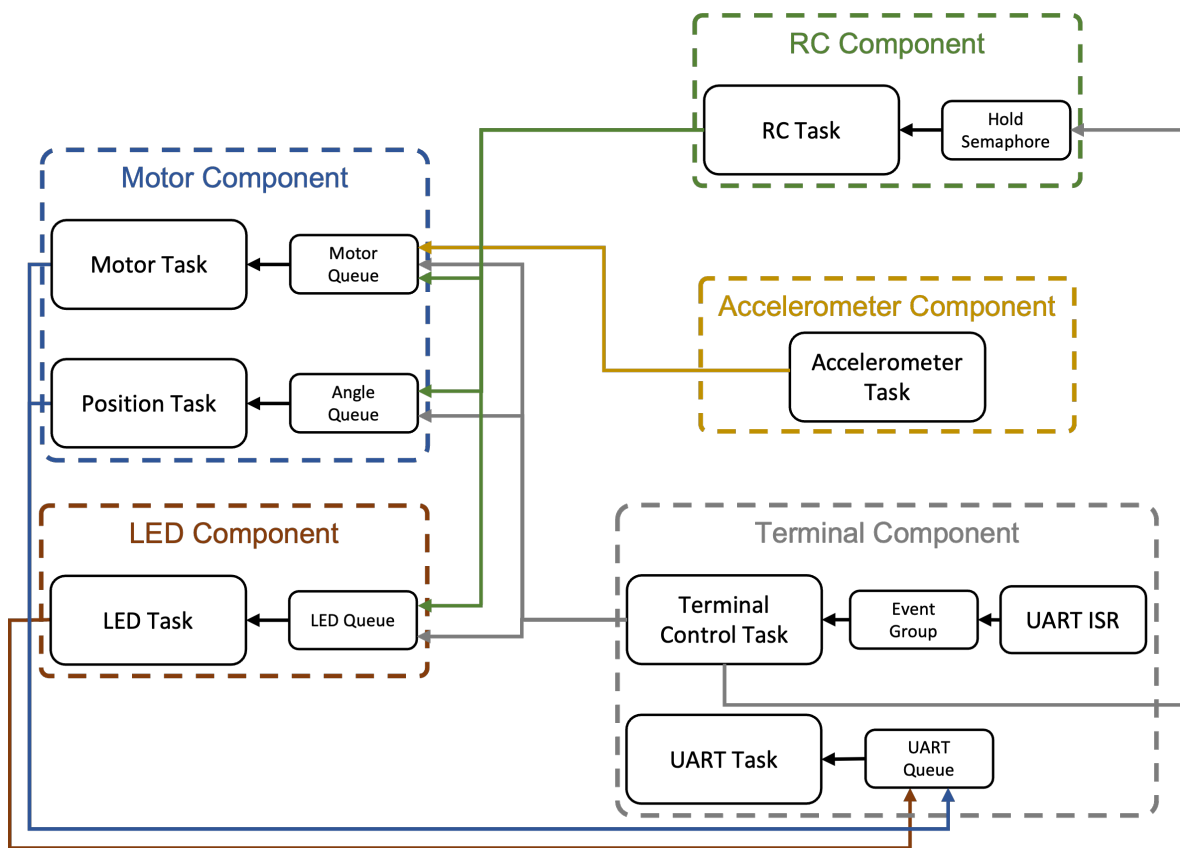 RC Component
RC Task
Hold
Semaphore
Motor Component
Motor Task
Motor
Queue
Position Task
Angle
Queue
Accelerometer Component
Accelerometer
Task
LED Component
LED Task
LED Queue
Terminal Component
Terminal
Control Task
Event
Group
UART ISR
UART Task
UART
Queue